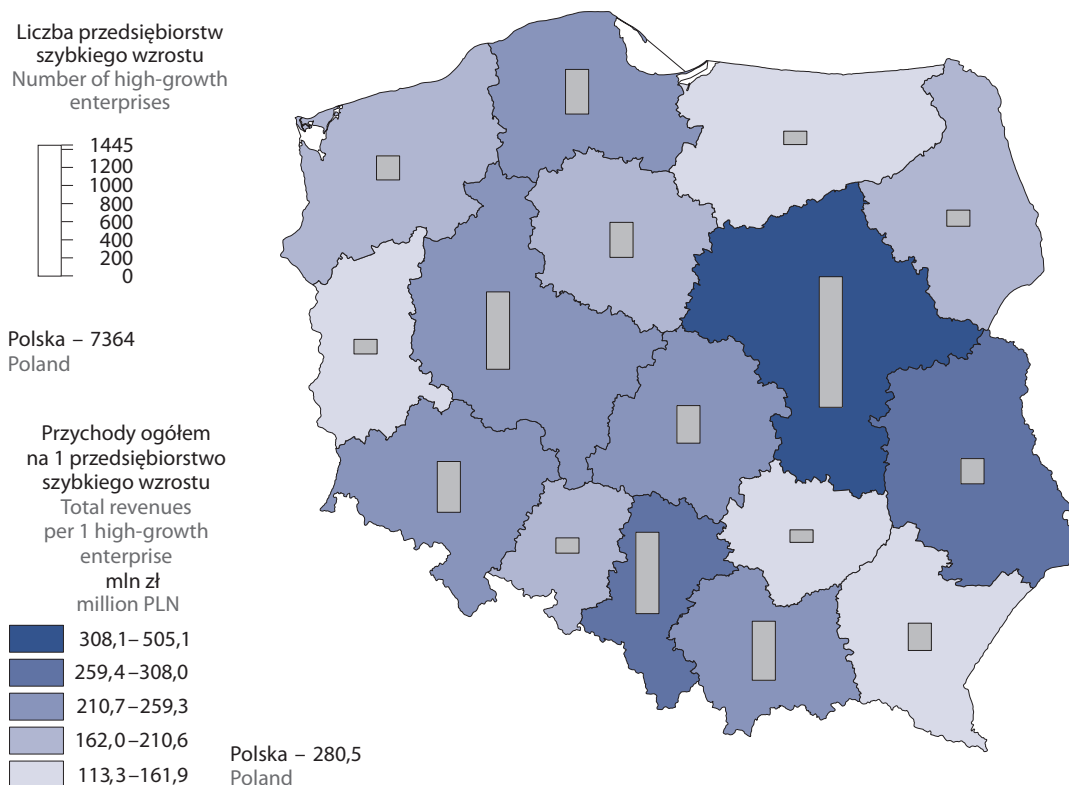 Liczba przedsiębiorstw
szybkiego wzrostu
Number of high-growth
enterprises
1445
1200
1000
800
600
400
200
0
Polska – 7364
Poland
Przychody ogółem
na 1 przedsiębiorstwo
szybkiego wzrostu
Total revenues
per 1 high-growth
enterprise
mln zł
million PLN
308,1–505,1
259,4–308,0
210,7–259,3
162,0–210,6
113,3–161,9
Polska – 280,5
Poland